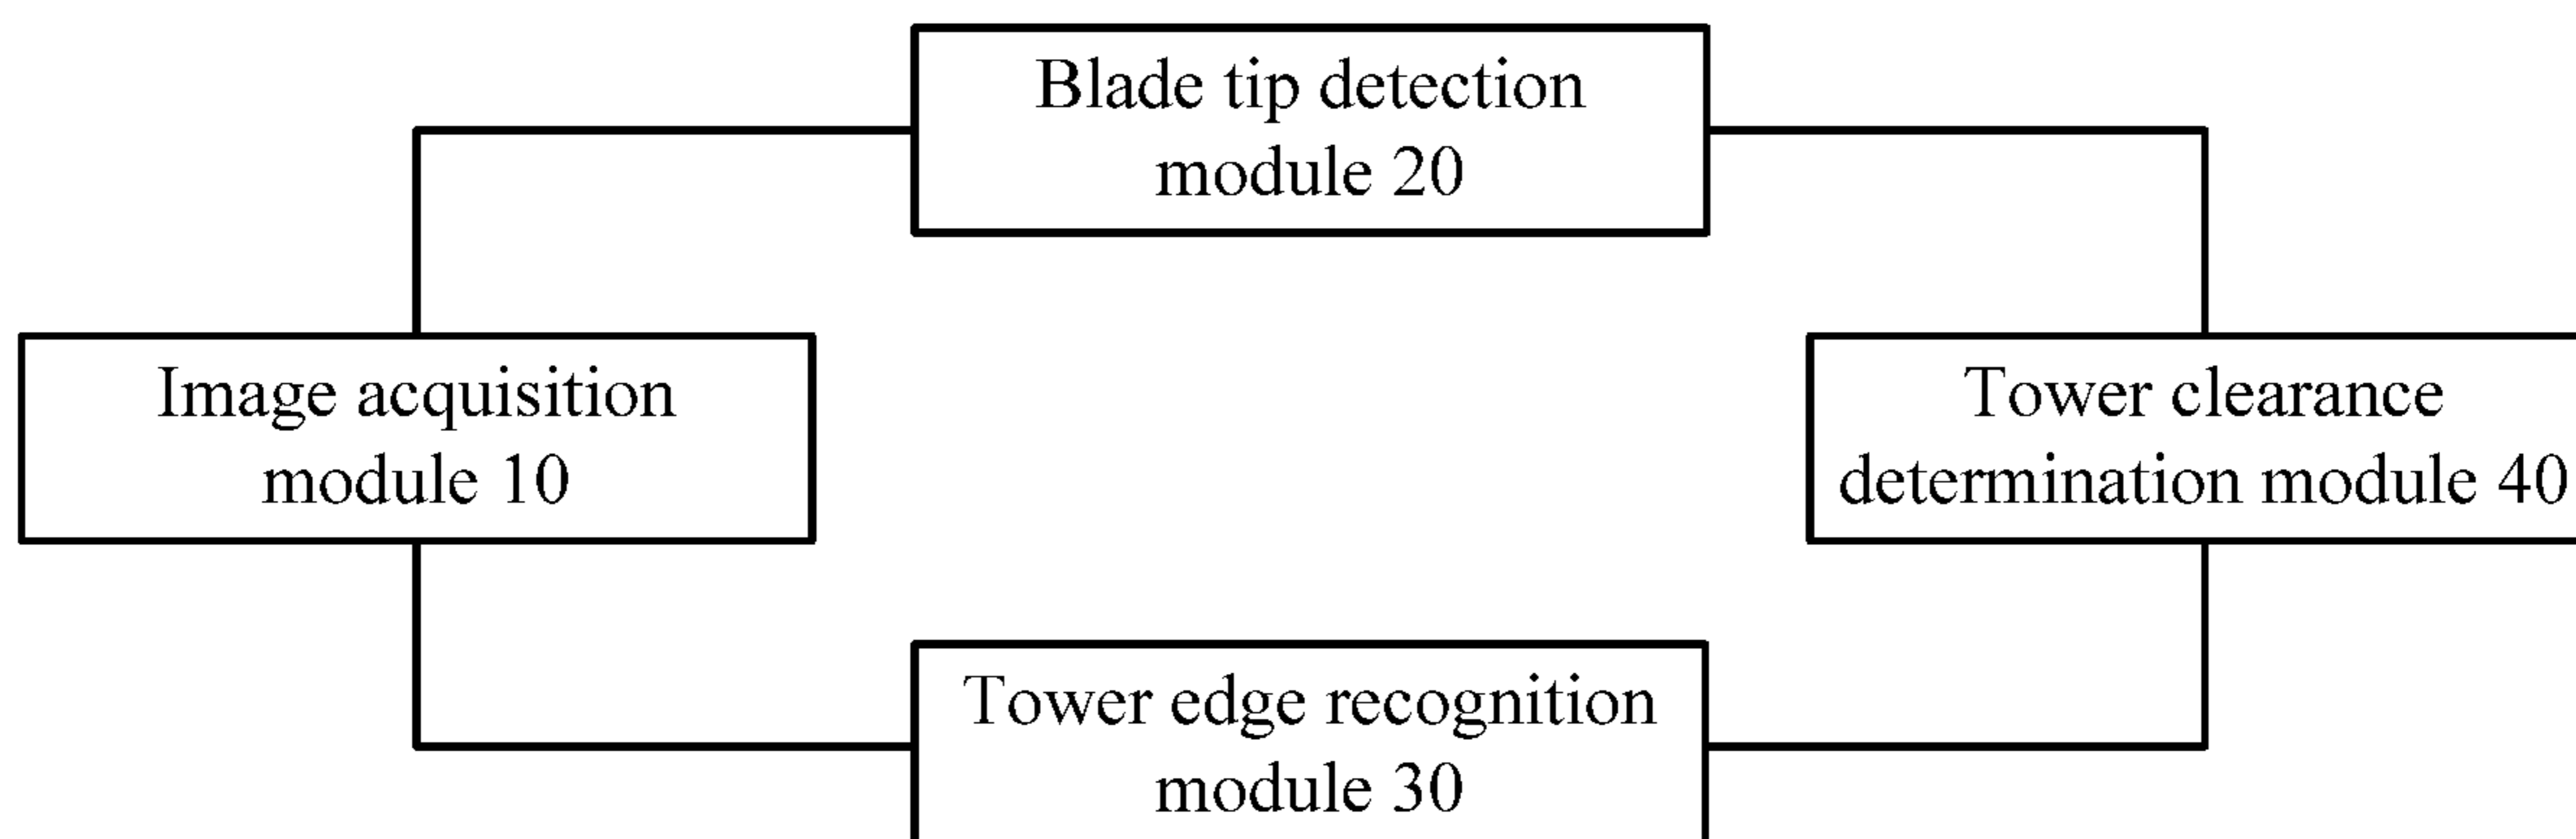 Blade tip detection
module 20
Image acquisition
module 10
Tower clearance
determination module 40
Tower edge recognition
module 30